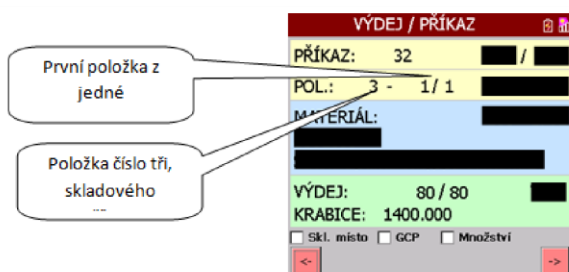 První položka z
jedné
Položka číslo tři,
skladového
VÝDEJ / PŘÍKAZ
PŘÍKAZ: 32 /
POL.: 3 - 1/ 1
MATERIÁL:
VÝDEJ: 80 / 80
KRABICE: 1400.000
Skl. místo GCP Množství
<- ->